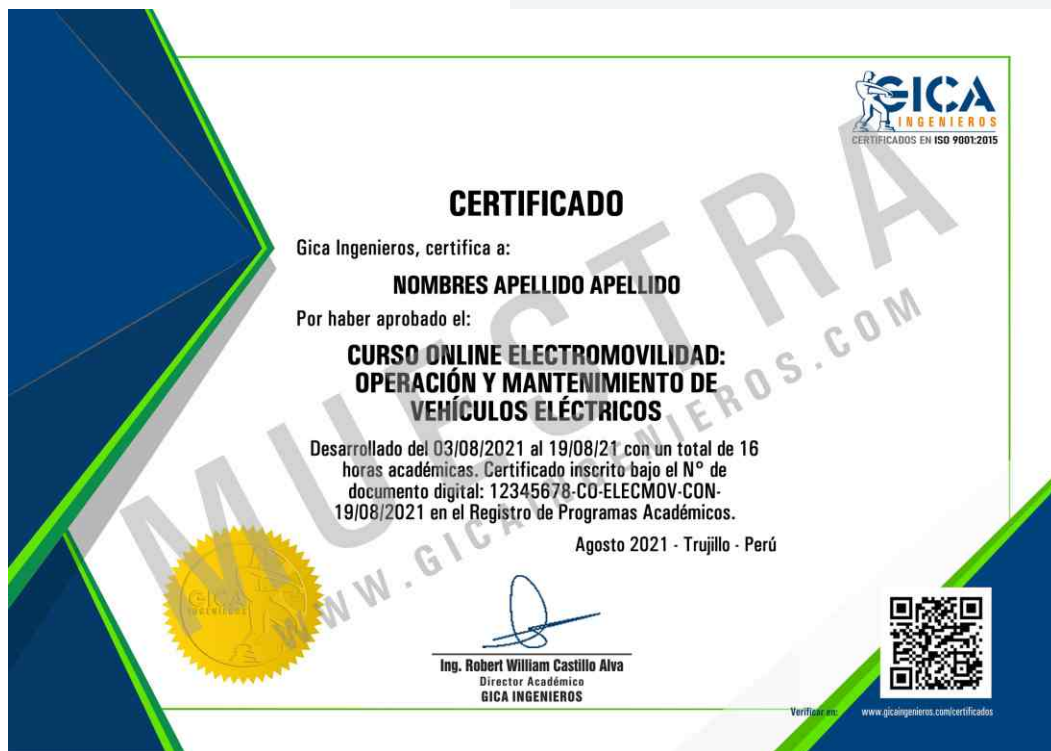 GICA
INGENIEROS
CERTIFICADOS EN ISO 9001:2015
CERTIFICADO
Gica Ingenieros, certifica a:
NOMBRES APELLIDO APELLIDO
Por haber aprobado el:
CURSO ONLINE ELECTROMOVILIDAD:
OPERACIÓN Y MANTENIMIENTO DE
VEHÍCULOS ELÉCTRICOS
Desarrollado del 03/08/2021 al 19/08/21 con un total de 16
horas académicas. Certificado inscrito bajo el N° de
documento digital: 12345678-CO-ELECMOV-CON-
19/08/2021 en el Registro de Programas Académicos.
Agosto 2021 - Trujillo - Perú
MUESTRA
WWW.GICAINGENIEROS.COM
GICA
INGENIEROS
Ing. Robert William Castillo Alva
Director Académico
GICA INGENIEROS
Verificar en: www.gicaingenieros.com/certificados